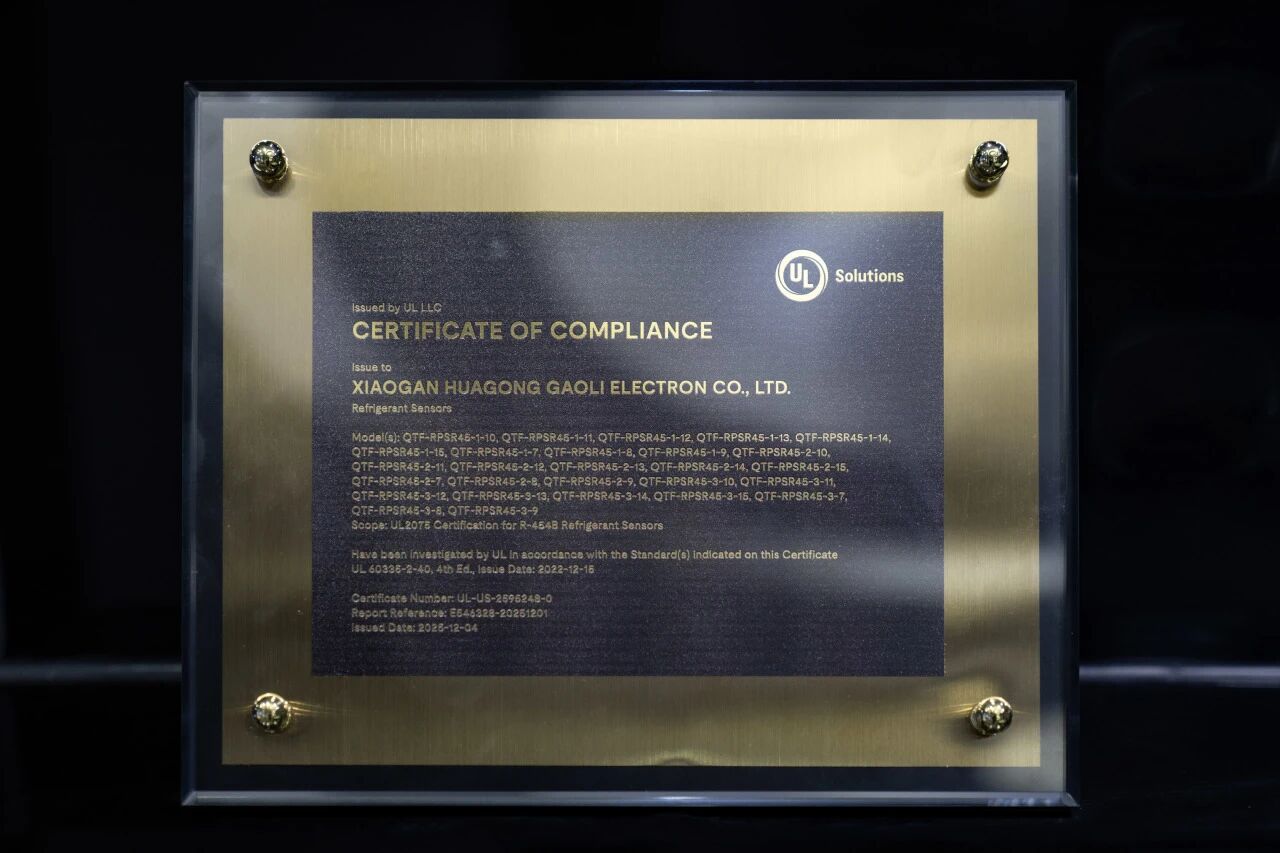 UL Solutions
Issued by UL LLC
CERTIFICATE OF COMPLIANCE
Issue to
XIAOGAN HUAGONG GAOLI ELECTRON CO., LTD.
Refrigerant Sensors
Model(s): QTF-RPSR45-1-10, QTF-RPSR45-1-11, QTF-RPSR45-1-12, QTF-RPSR45-1-13, QTF-RPSR45-1-14,
QTF-RPSR45-1-15, QTF-RPSR45-1-7, QTF-RPSR45-1-8, QTF-RPSR45-1-9, QTF-RPSR45-2-10,
QTF-RPSR45-2-11, QTF-RPSR45-2-12, QTF-RPSR45-2-13, QTF-RPSR45-2-14, QTF-RPSR45-2-15,
QTF-RPSR45-2-7, QTF-RPSR45-2-8, QTF-RPSR45-2-9, QTF-RPSR45-3-10, QTF-RPSR45-3-11,
QTF-RPSR45-3-12, QTF-RPSR45-3-13, QTF-RPSR45-3-14, QTF-RPSR45-3-15, QTF-RPSR45-3-7,
QTF-RPSR45-3-8, QTF-RPSR45-3-9
Scope: UL2075 Certification for R-454B Refrigerant Sensors
Have been investigated by UL in accordance with the Standard(s) indicated on this Certificate
UL 60335-2-40, 4th Ed., Issue Date: 2022-12-15
Certificate Number: UL-US-2595248-0
Report Reference: E546328-20251201
Issued Date: 2025-12-04